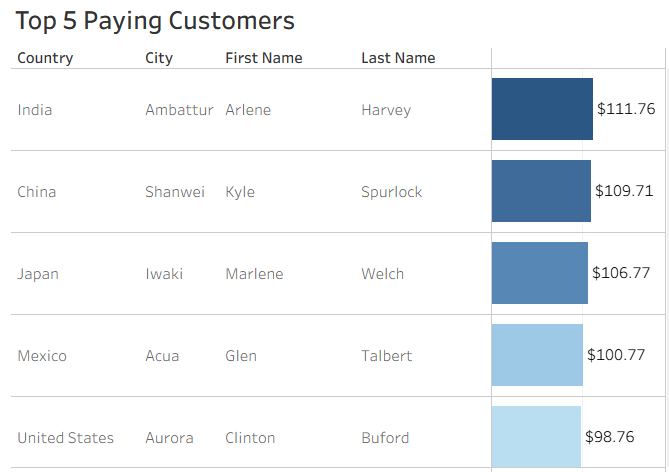 Top 5 Paying Customers
Country City First Name Last Name
India Ambattur Arlene Harvey $111.76
China Shanwei Kyle Spurlock $109.71
Japan Iwaki Marlene Welch $106.77
Mexico Acua Glen Talbert $100.77
United States Aurora Clinton Buford $98.76